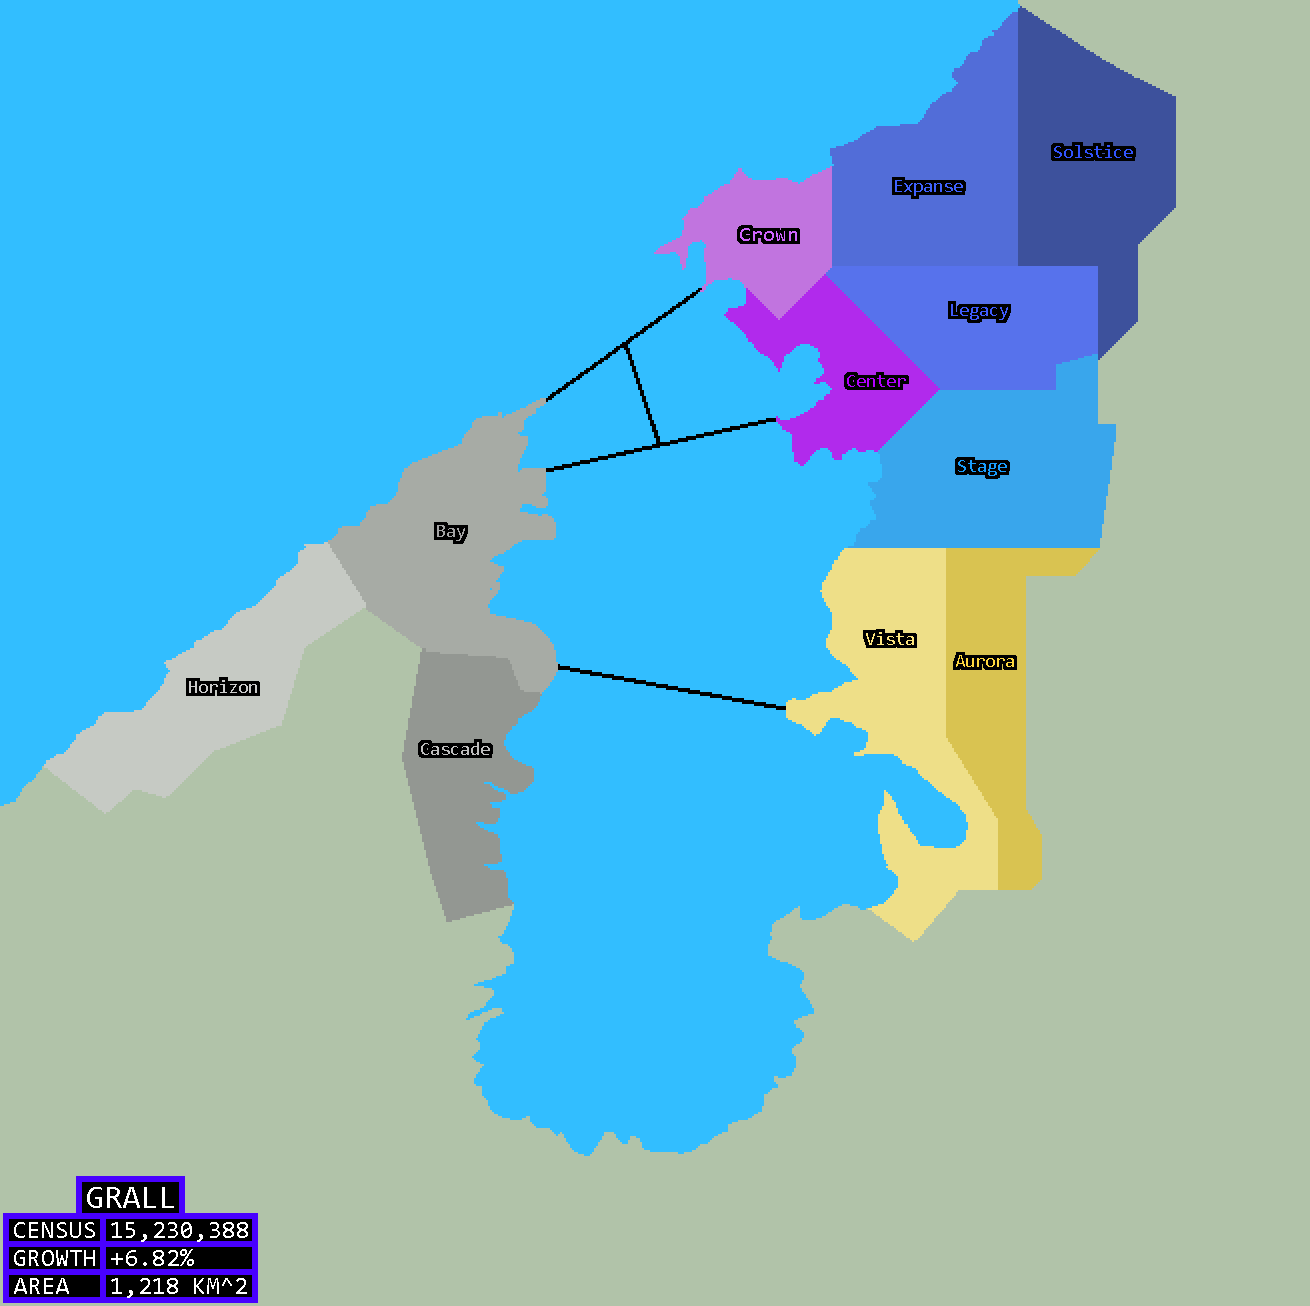 Solstice
Expanse
Crown
Legacy
Center
Stage
Bay
Vista
Aurora
Horizon
Cascade
GRALL
CENSUS 15,230,388
GROWTH +6.82%
AREA 1,218 KM^2